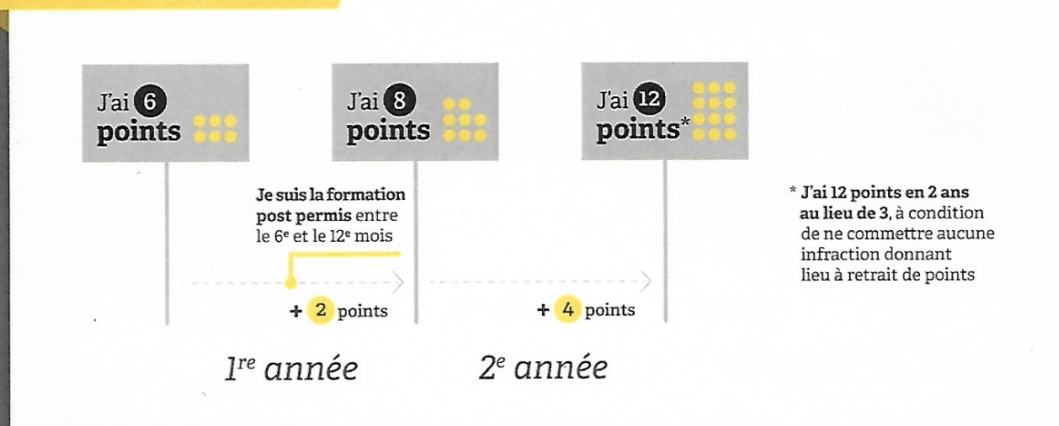 J'ai 6
points
J'ai 8
points
J'ai 12
points*
Je suis la formation
post permis entre
le 6e et le 12e mois
* J'ai 12 points en 2 ans
au lieu de 3, à condition
de ne commettre aucune
infraction donnant
lieu à retrait de points
+ 2 points
+ 4 points
1re année
2e année